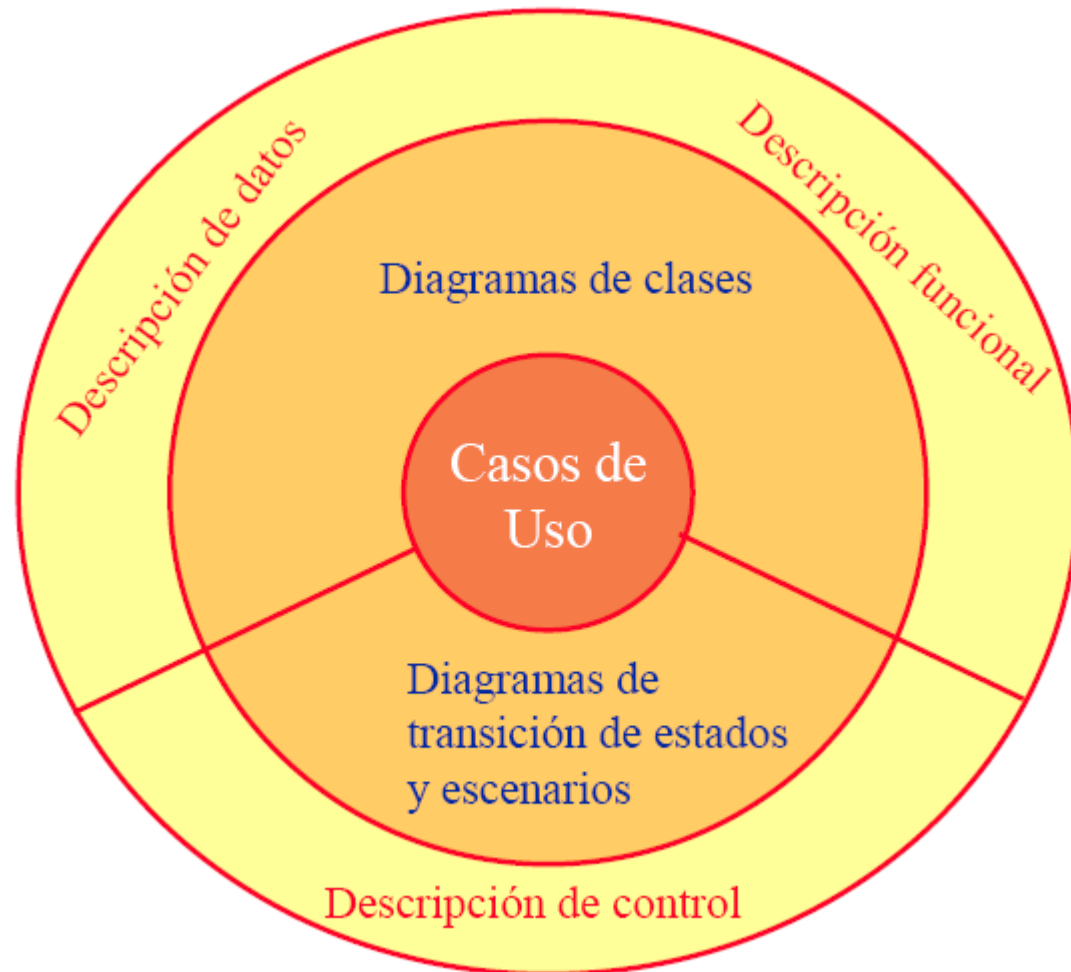 Descripción de datos
Descripción funcional
Diagramas de clases
Casos de
Uso
Diagramas de
transición de estados
y escenarios
Descripción de control